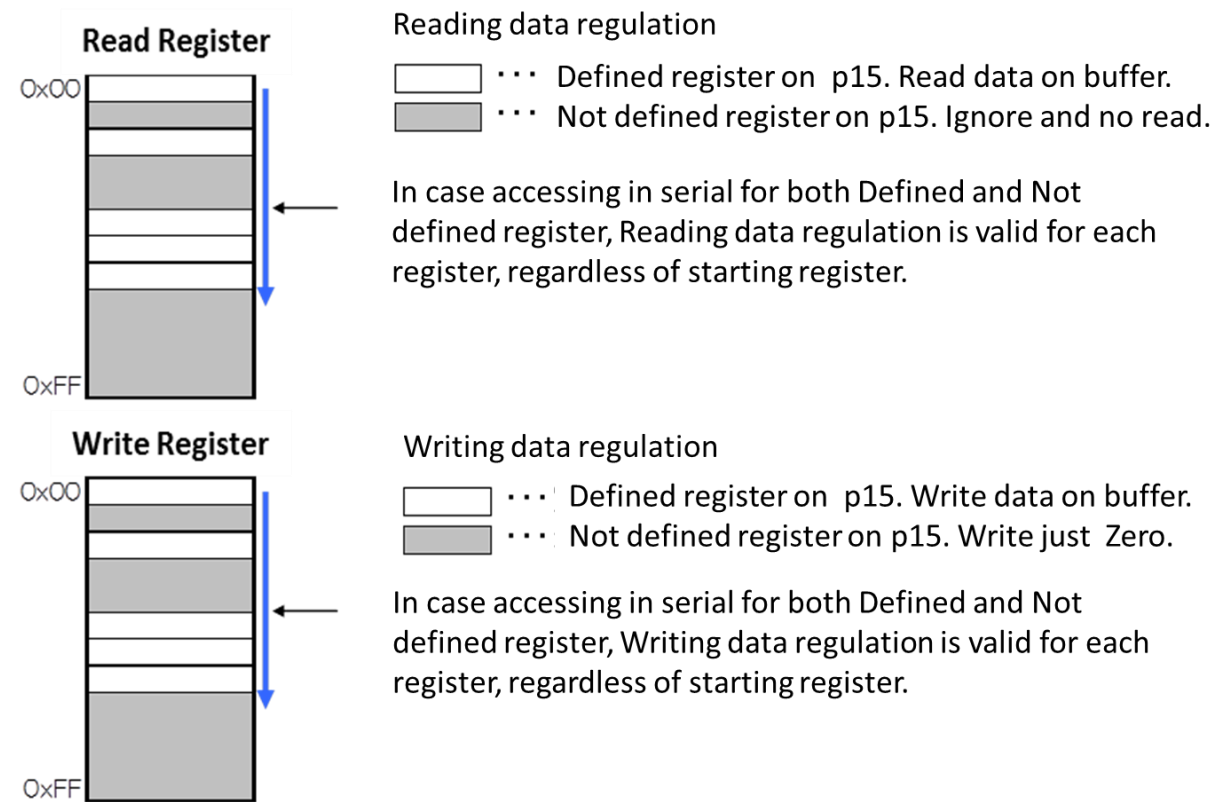 Read Register
0x00
0xFF
Reading data regulation
･･･ Defined register on p15. Read data on buffer.
･･･ Not defined register on p15. Ignore and no read.
In case accessing in serial for both Defined and Not
defined register, Reading data regulation is valid for each
register, regardless of starting register.
Write Register
0x00
0xFF
Writing data regulation
･･･ Defined register on p15. Write data on buffer.
･･･ Not defined register on p15. Write just Zero.
In case accessing in serial for both Defined and Not
defined register, Writing data regulation is valid for each
register, regardless of starting register.